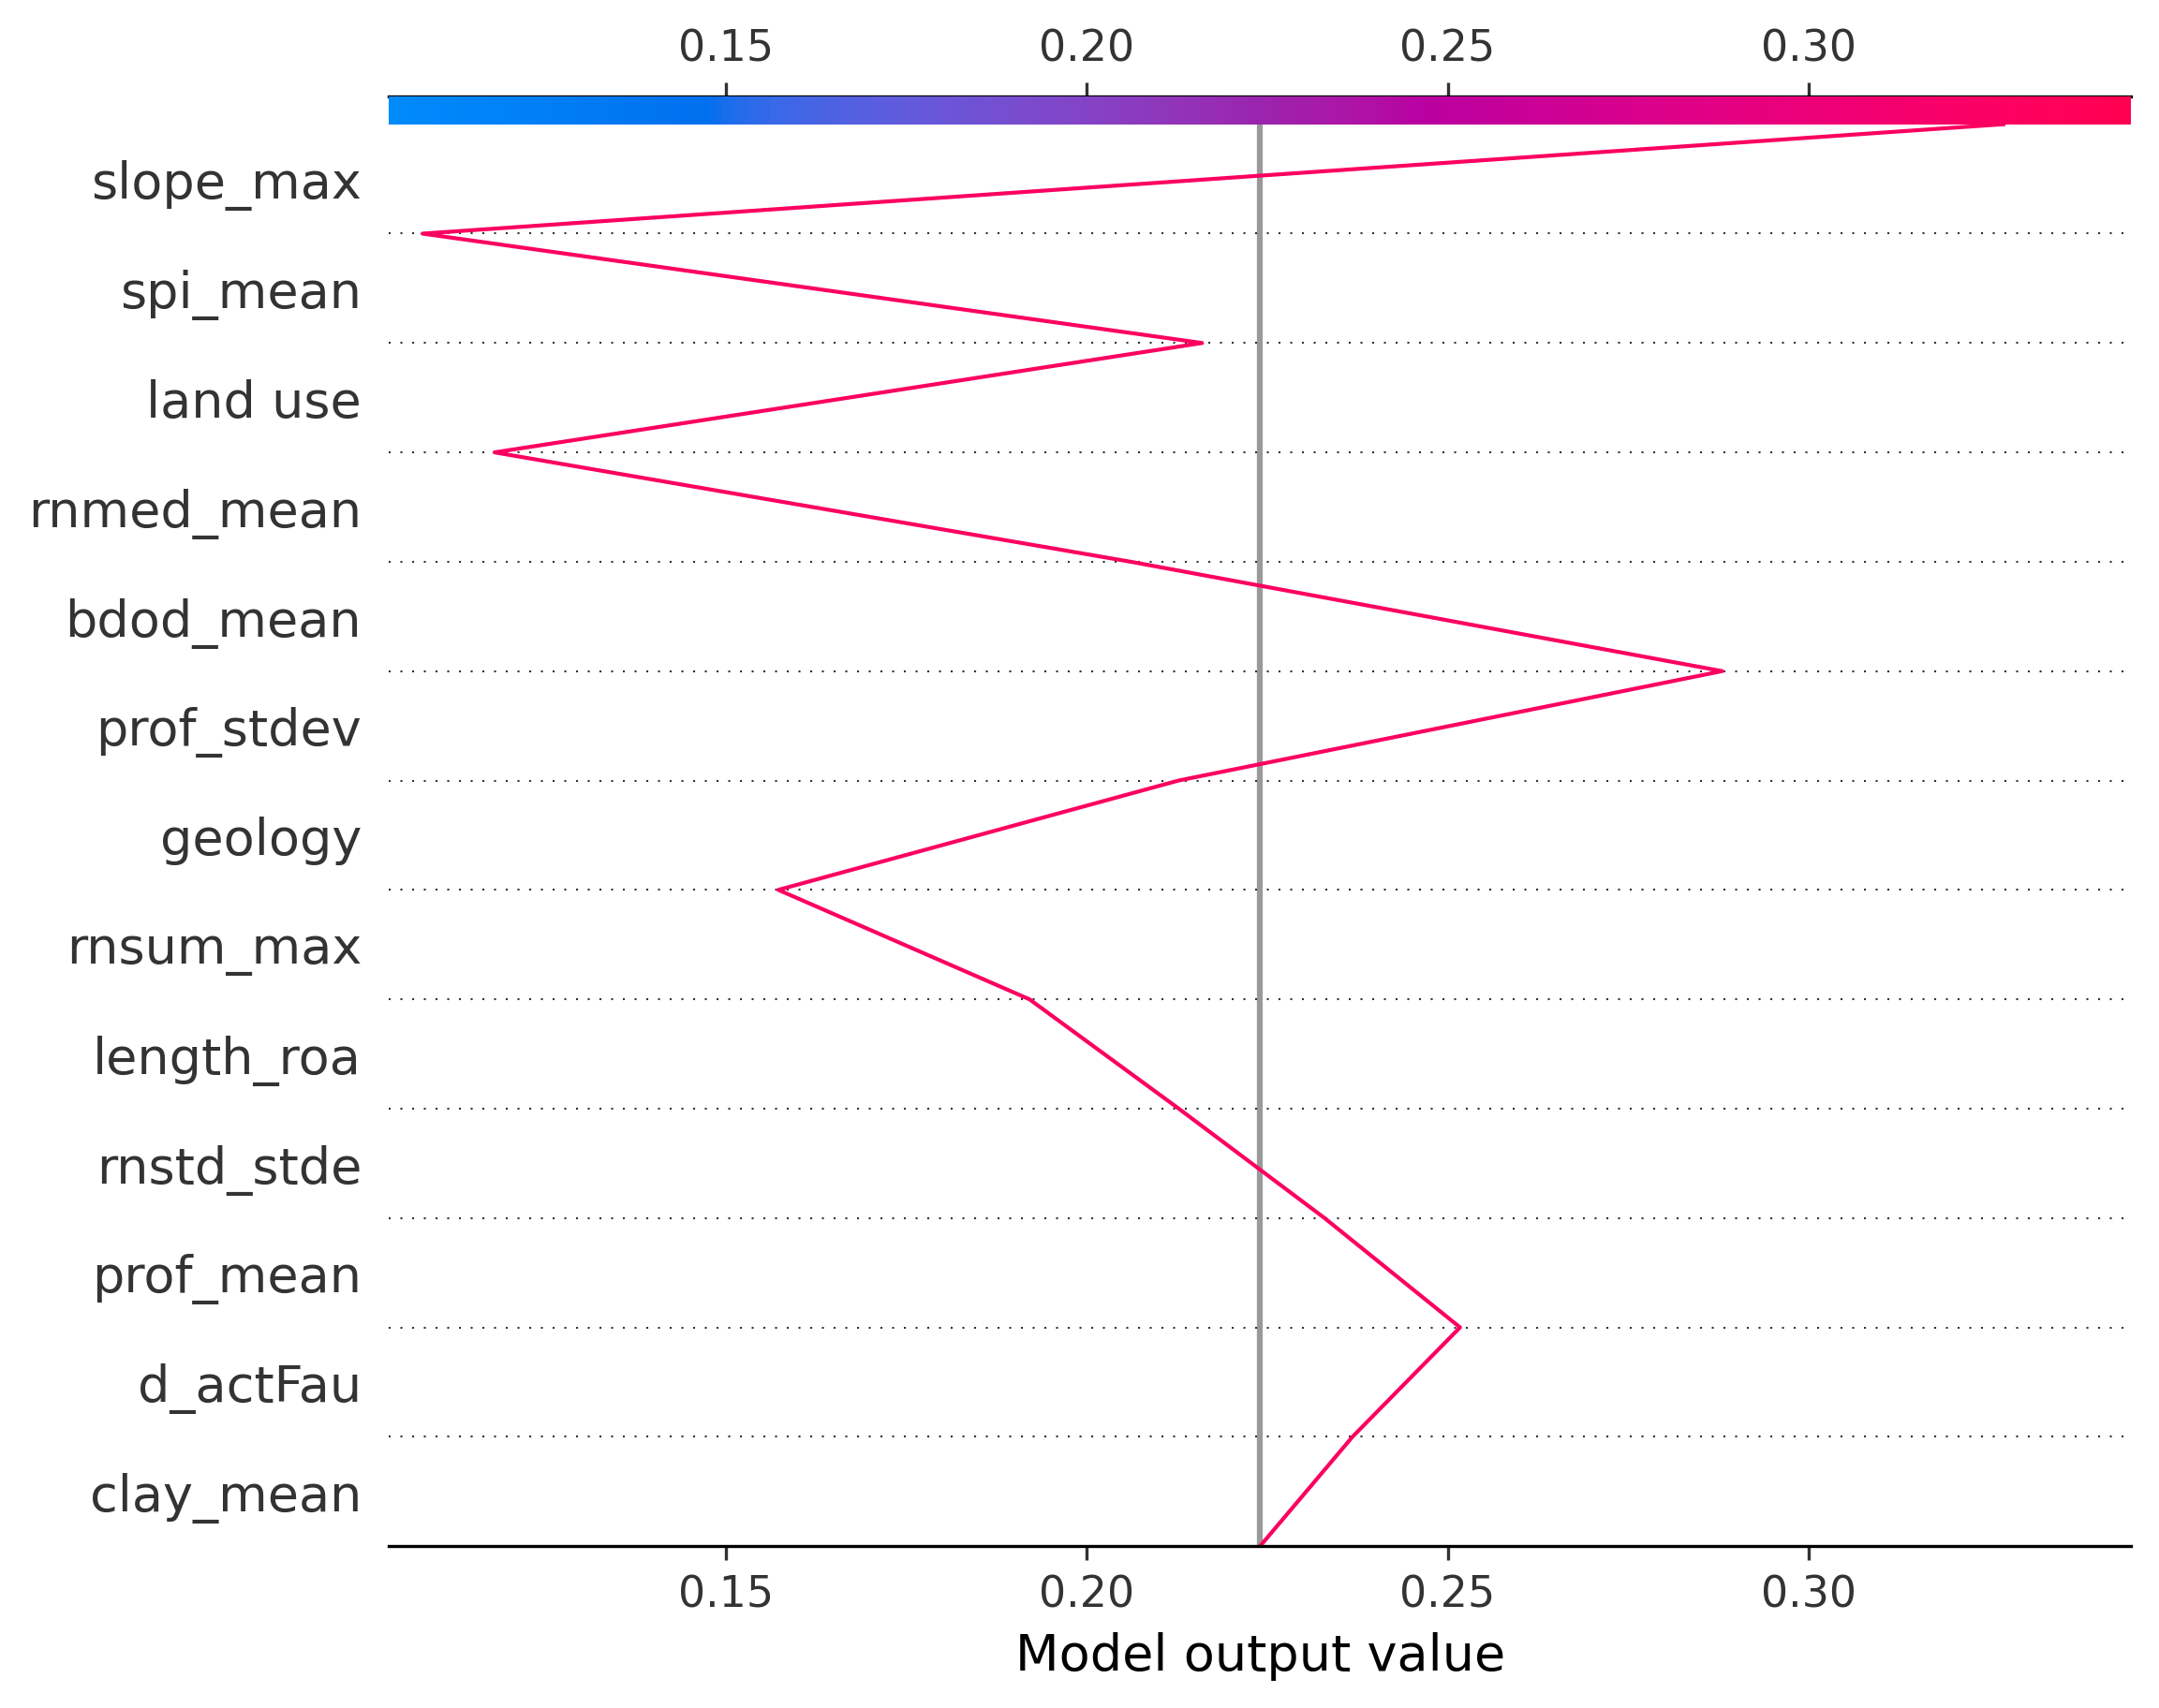 0.15 0.20 0.25 0.30
slope_max
spi_mean
land use
rnmed_mean
bdod_mean
prof_stdev
geology
rnsum_max
length_roa
rnstd_stde
prof_mean
d_actFau
clay_mean
0.15 0.20 0.25 0.30
Model output value